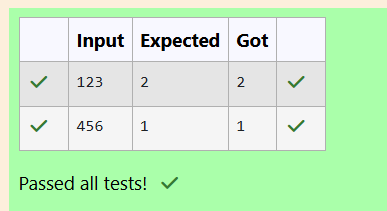 Input Expected Got
123 2 2
456 1 1
Passed all tests!